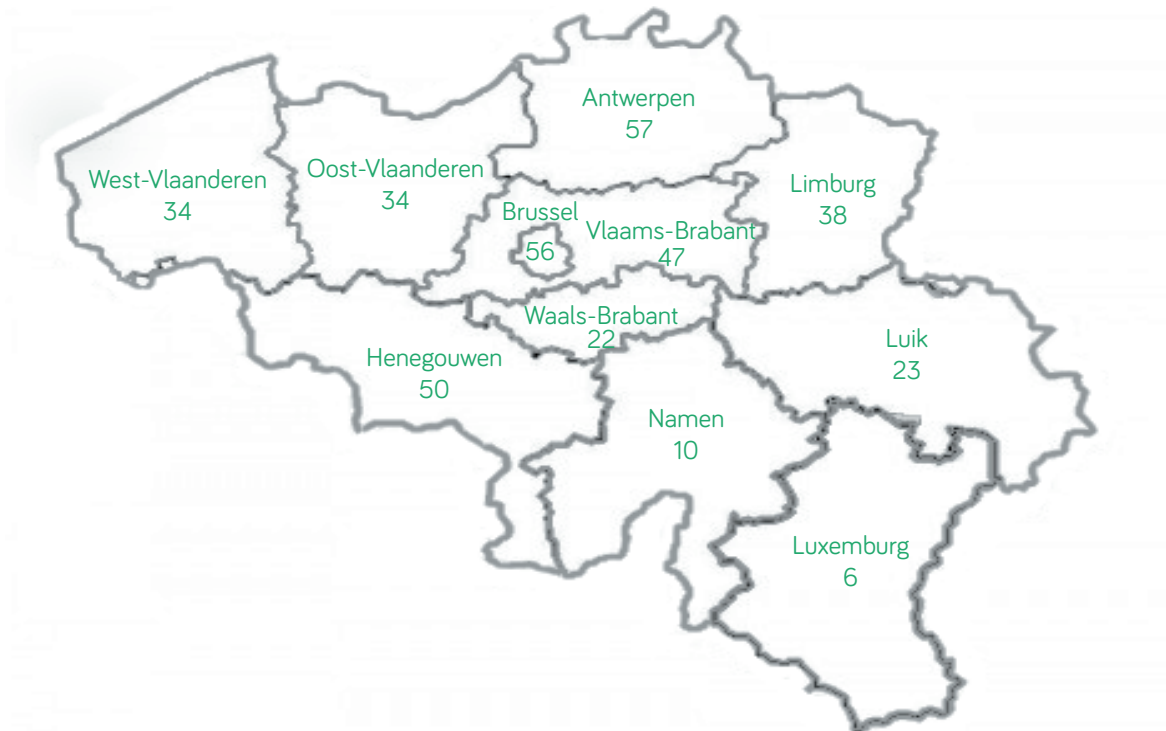 Antwerpen
57
West-Vlaanderen
34
Oost-Vlaanderen
34
Limburg
38
Brussel
56
Vlaams-Brabant
47
Waals-Brabant
22
Luik
23
Henegouwen
50
Namen
10
Luxemburg
6